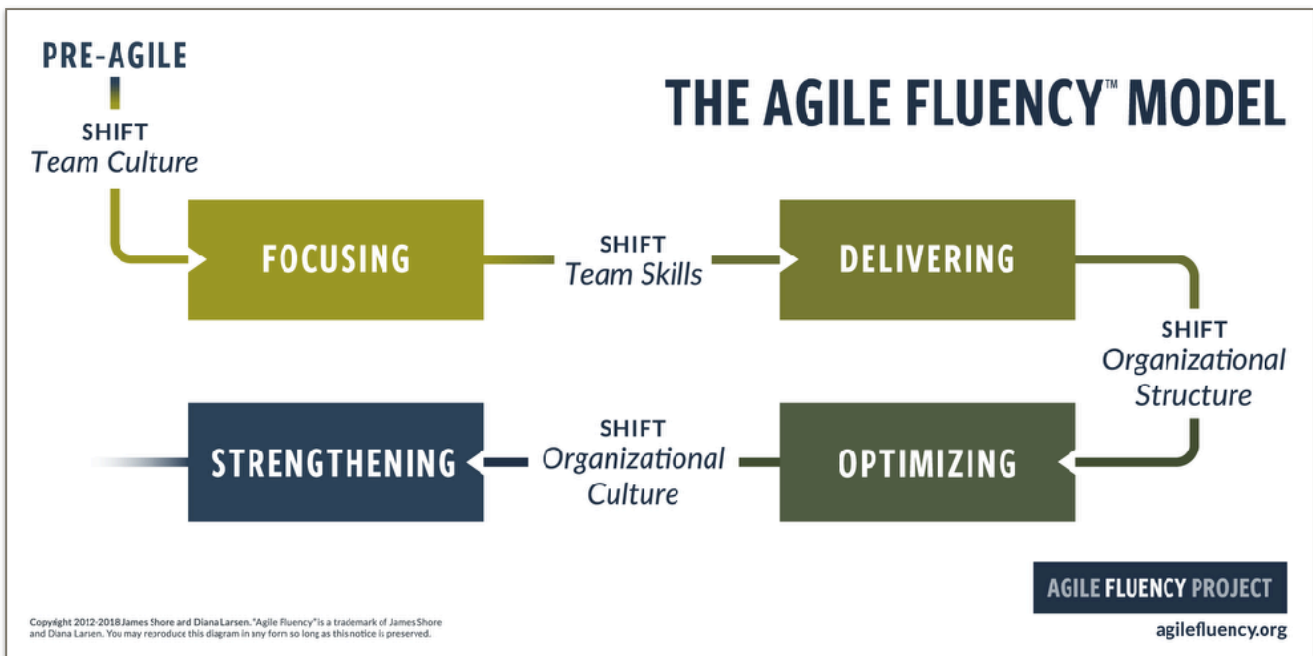 PRE-AGILE
THE AGILE FLUENCY™ MODEL
SHIFT
Team Culture
FOCUSING
SHIFT
Team Skills
DELIVERING
SHIFT
Organizational
Structure
STRENGTHENING
SHIFT
Organizational
Culture
OPTIMIZING
AGILE FLUENCY PROJECT
agilefluency.org
Copyright 2012-2018 James Shore and Diana Larsen. "Agile Fluency" is a trademark of James Shore
and Diana Larsen. You may reproduce this diagram in any form so long as this notice is preserved.